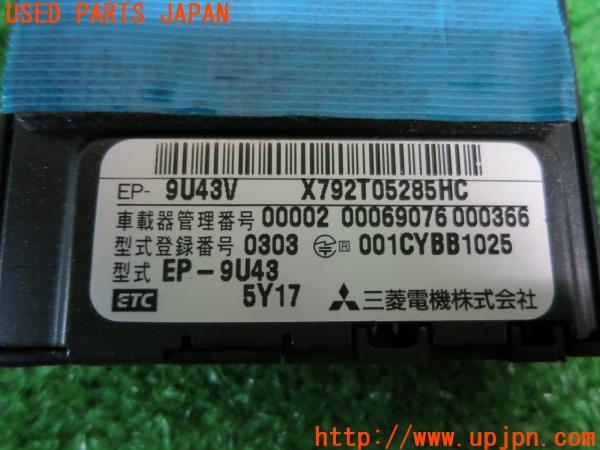 USED PARTS JAPAN
EP- 9U43V X792T05285HC
車載器管理番号 00002 00069076 000366
型式登録番号 0303 R 001CYBB1025
型式 EP-9U43
ETC 5Y17 三菱電機株式会社
http://www.upjpn.com/